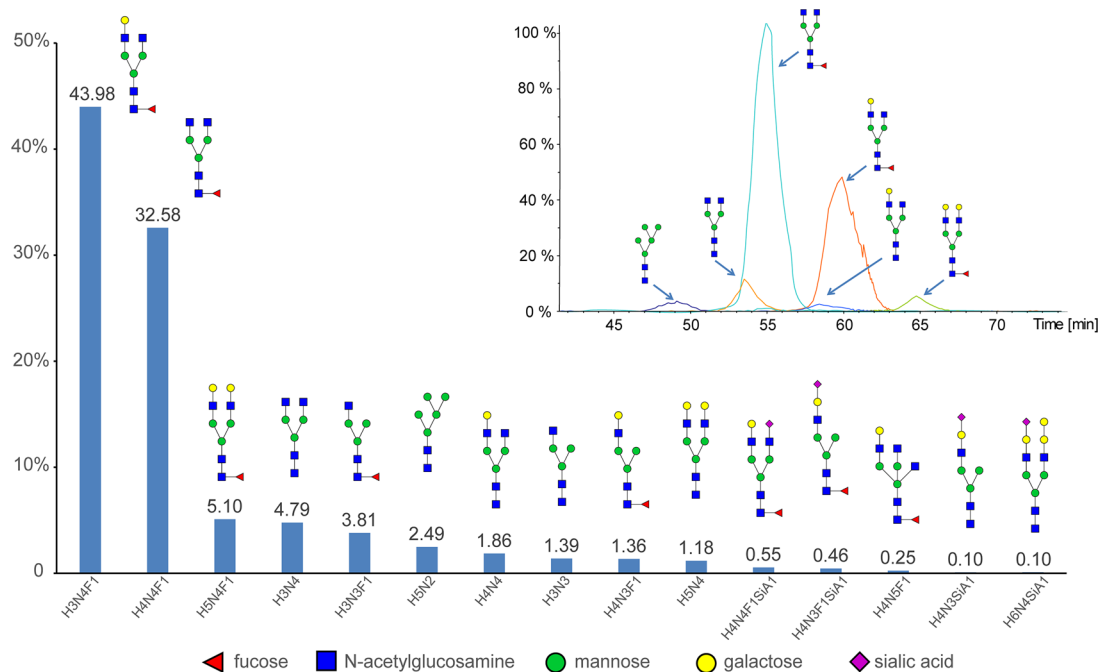 50%
40%
30%
20%
10%
0
43.98
32.58
5.10
4.79
3.81
2.49
1.86
1.39
1.36
1.18
0.55
0.46
0.25
0.10
0.10
H3N4F1
H4N4F1
H5N4F1
H3N4
H3N3F1
H5N2
H4N4
H3N3
H4N3F1
H5N4
H4N4F1SiA1
H4N3F1SiA1
H4N5F1
H4N3SiA1
H6N4SiA1
100 %
80 %
60 %
40 %
20 %
0 %
45
50
55
60
65
70
Time [min]
fucose
N-acetylglucosamine
mannose
galactose
sialic acid